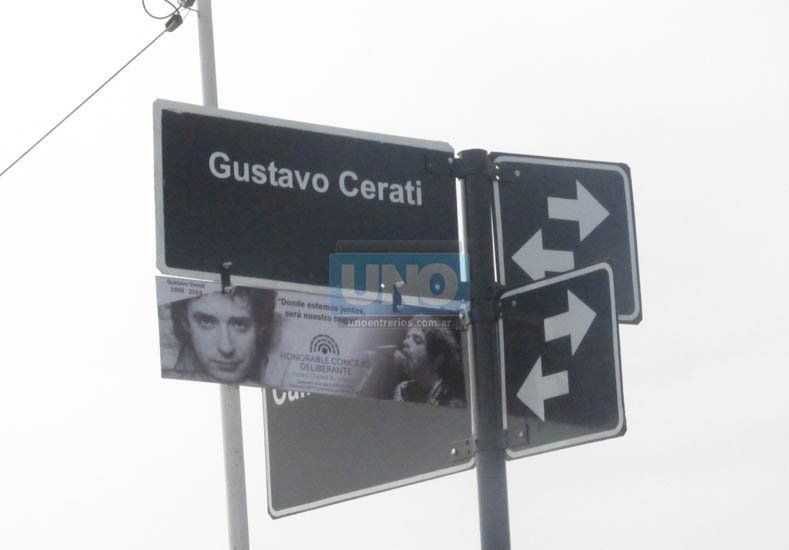 Gustavo Cerati
Gustavo Cerati
1959 - 2014
"Donde estemos juntos,
será nuestro
HONORABLE CONCEJO
DELIBERANTE
UNO
unoentrerios.com.ar